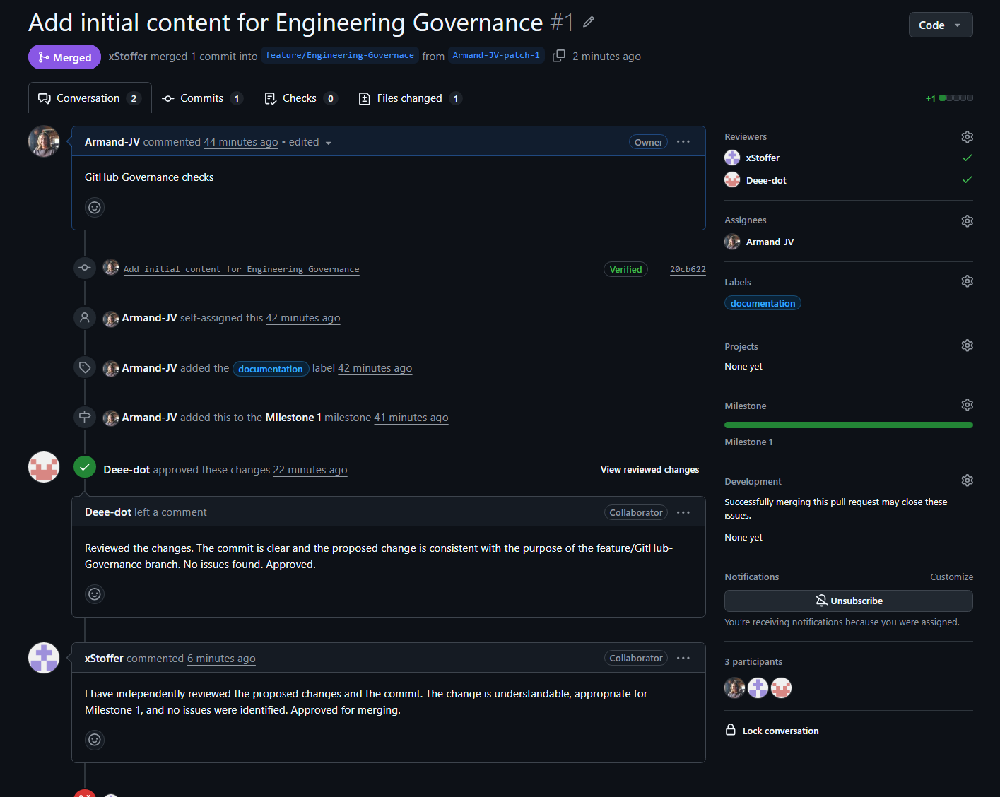 Add initial content for Engineering Governance #1
Code
Merged xStoffer merged 1 commit into feature/Engineering-Governace from Armand-JV-patch-1 2 minutes ago
Conversation 2 Commits 1 Checks 0 Files changed 1 +1
Armand-JV commented 44 minutes ago • edited Owner
GitHub Governance checks
Add initial content for Engineering Governance Verified 20cb622
Armand-JV self-assigned this 42 minutes ago
Armand-JV added the documentation label 42 minutes ago
Armand-JV added this to the Milestone 1 milestone 41 minutes ago
Deee-dot approved these changes 22 minutes ago View reviewed changes
Deee-dot left a comment Collaborator
Reviewed the changes. The commit is clear and the proposed change is consistent with the purpose of the feature/GitHub-
Governance branch. No issues found. Approved.
xStoffer commented 6 minutes ago Collaborator
I have independently reviewed the proposed changes and the commit. The change is understandable, appropriate for
Milestone 1, and no issues were identified. Approved for merging.
Reviewers
xStoffer
Deee-dot
Assignees
Armand-JV
Labels
documentation
Projects
None yet
Milestone
Milestone 1
Development
Successfully merging this pull request may close these
issues.
None yet
Notifications Customize
Unsubscribe
You're receiving notifications because you were assigned.
3 participants
Lock conversation